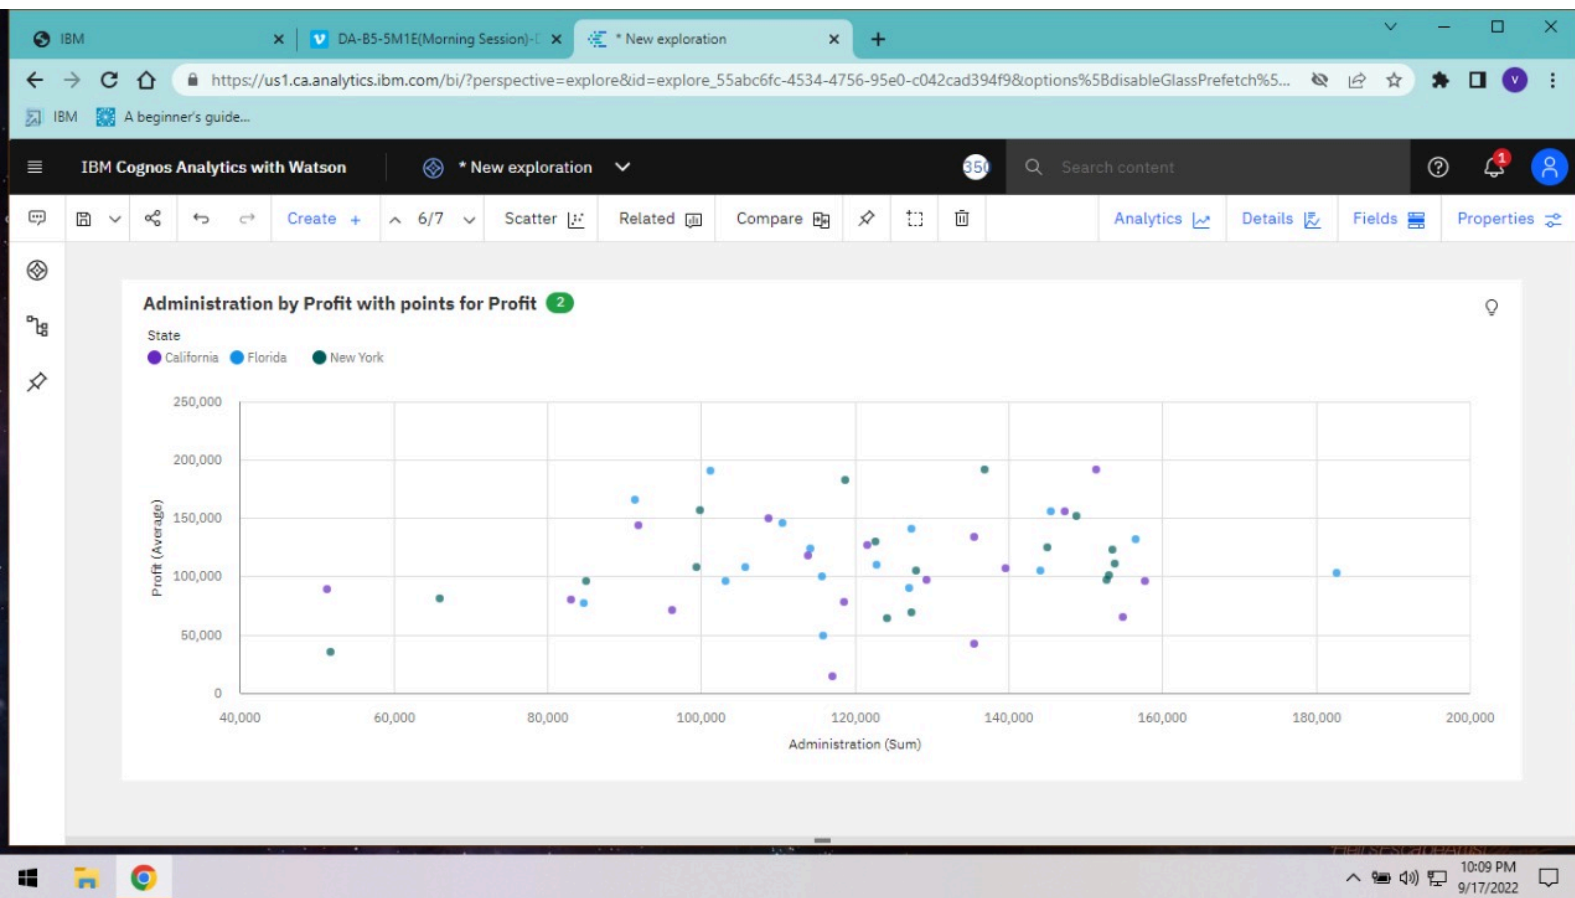 IBM
DA-B5-5M1E(Morning Session)-
* New exploration
https://us1.ca.analytics.ibm.com/bi/?perspective=explore&id=explore_55abc6fc-4534-4756-95e0-c042cad394f9&options%5BdisableGlassPrefetch%5...
V
IBM
A beginner's guide...
IBM Cognos Analytics with Watson
* New exploration
350
Search content
1
Create +
6/7
Scatter
Related
Compare
Analytics
Details
Fields
Properties
Administration by Profit with points for Profit 2
State
California Florida New York
250,000
200,000
150,000
100,000
50,000
0
Profit (Average)
40,000 60,000 80,000 100,000 120,000 140,000 160,000 180,000 200,000
Administration (Sum)
10:09 PM
9/17/2022